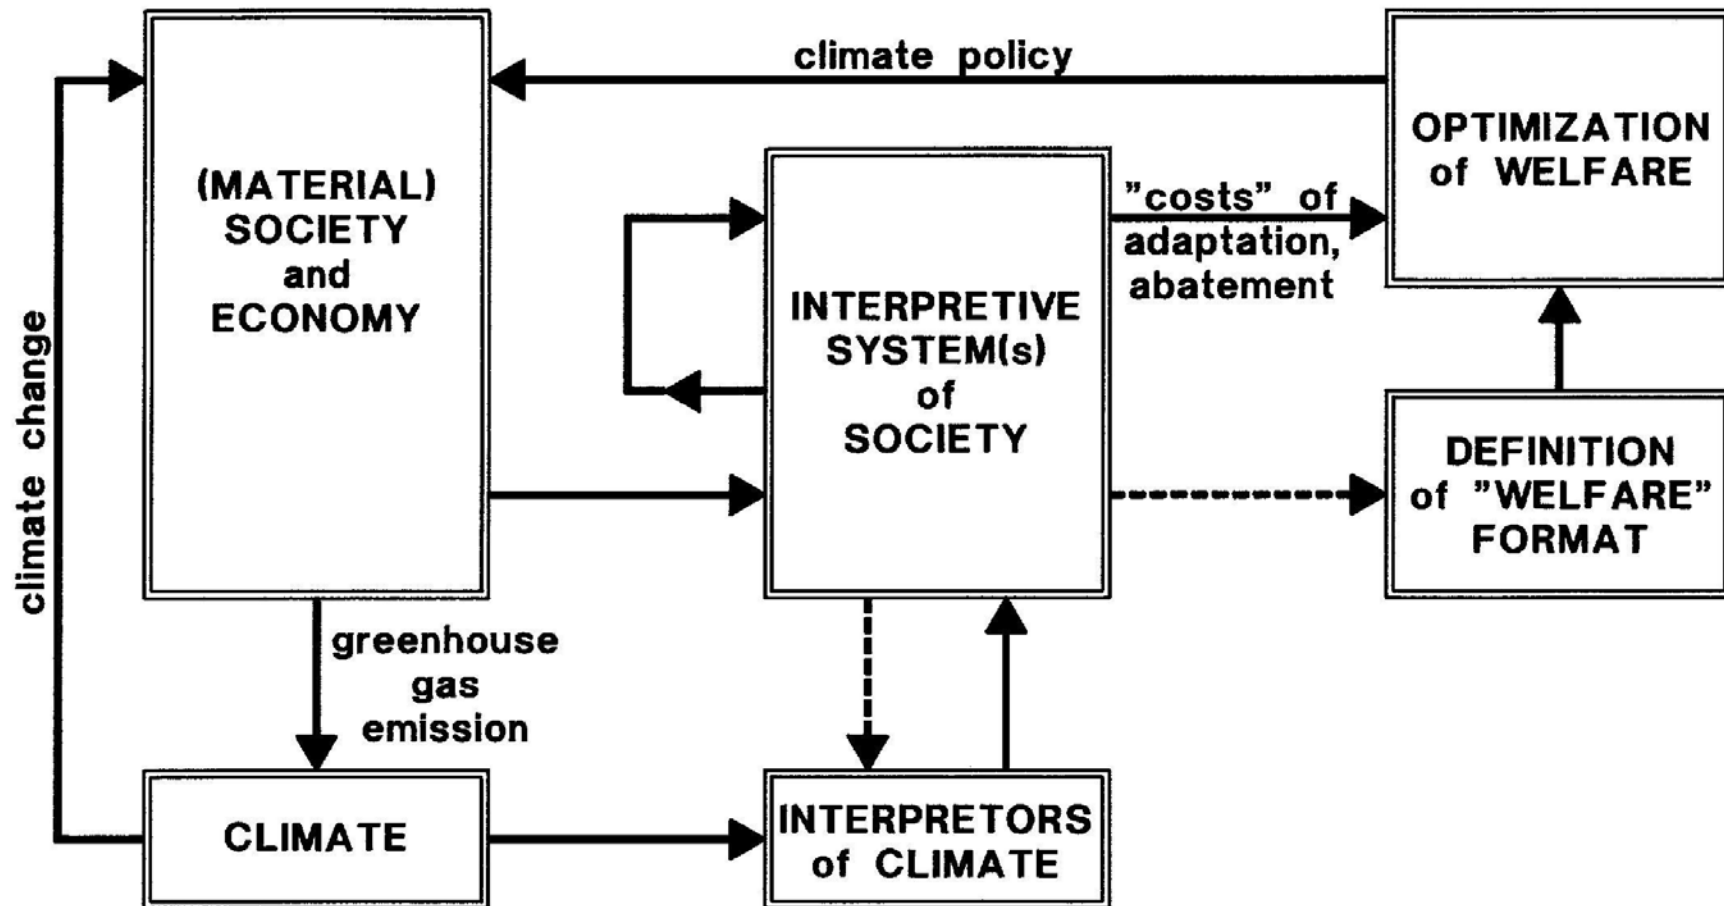 climate policy
(MATERIAL)
SOCIETY
and
ECONOMY
OPTIMIZATION
of WELFARE
"costs" of
adaptation,
abatement
INTERPRETIVE
SYSTEM(s)
of
SOCIETY
climate change
DEFINITION
of "WELFARE"
FORMAT
greenhouse
gas
emission
CLIMATE
INTERPRETORS
of CLIMATE